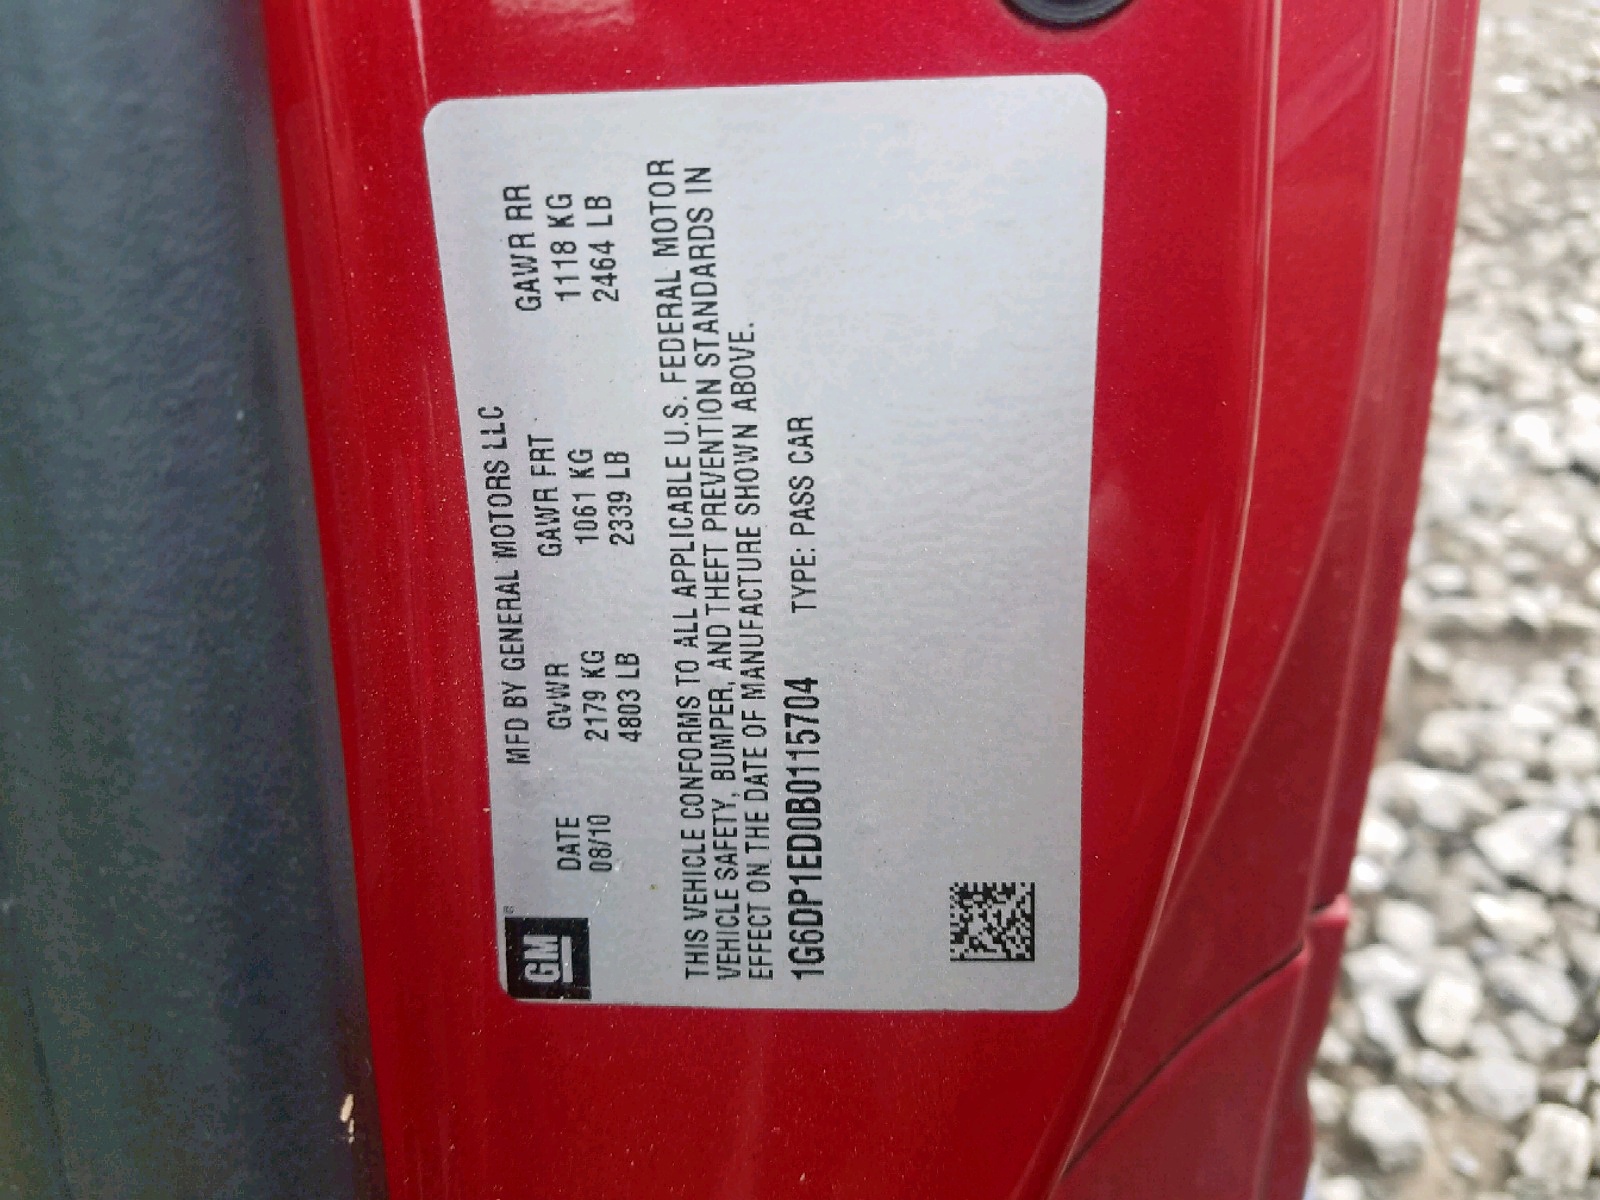 GM®
MFD BY GENERAL MOTORS LLC
DATE GVWR GAWR FRT GAWR RR
08/10 2179 KG 1061 KG 1118 KG
4803 LB 2339 LB 2464 LB
THIS VEHICLE CONFORMS TO ALL APPLICABLE U.S. FEDERAL MOTOR
VEHICLE SAFETY, BUMPER, AND THEFT PREVENTION STANDARDS IN
EFFECT ON THE DATE OF MANUFACTURE SHOWN ABOVE.
1G6DP1ED0B0115704 TYPE: PASS CAR